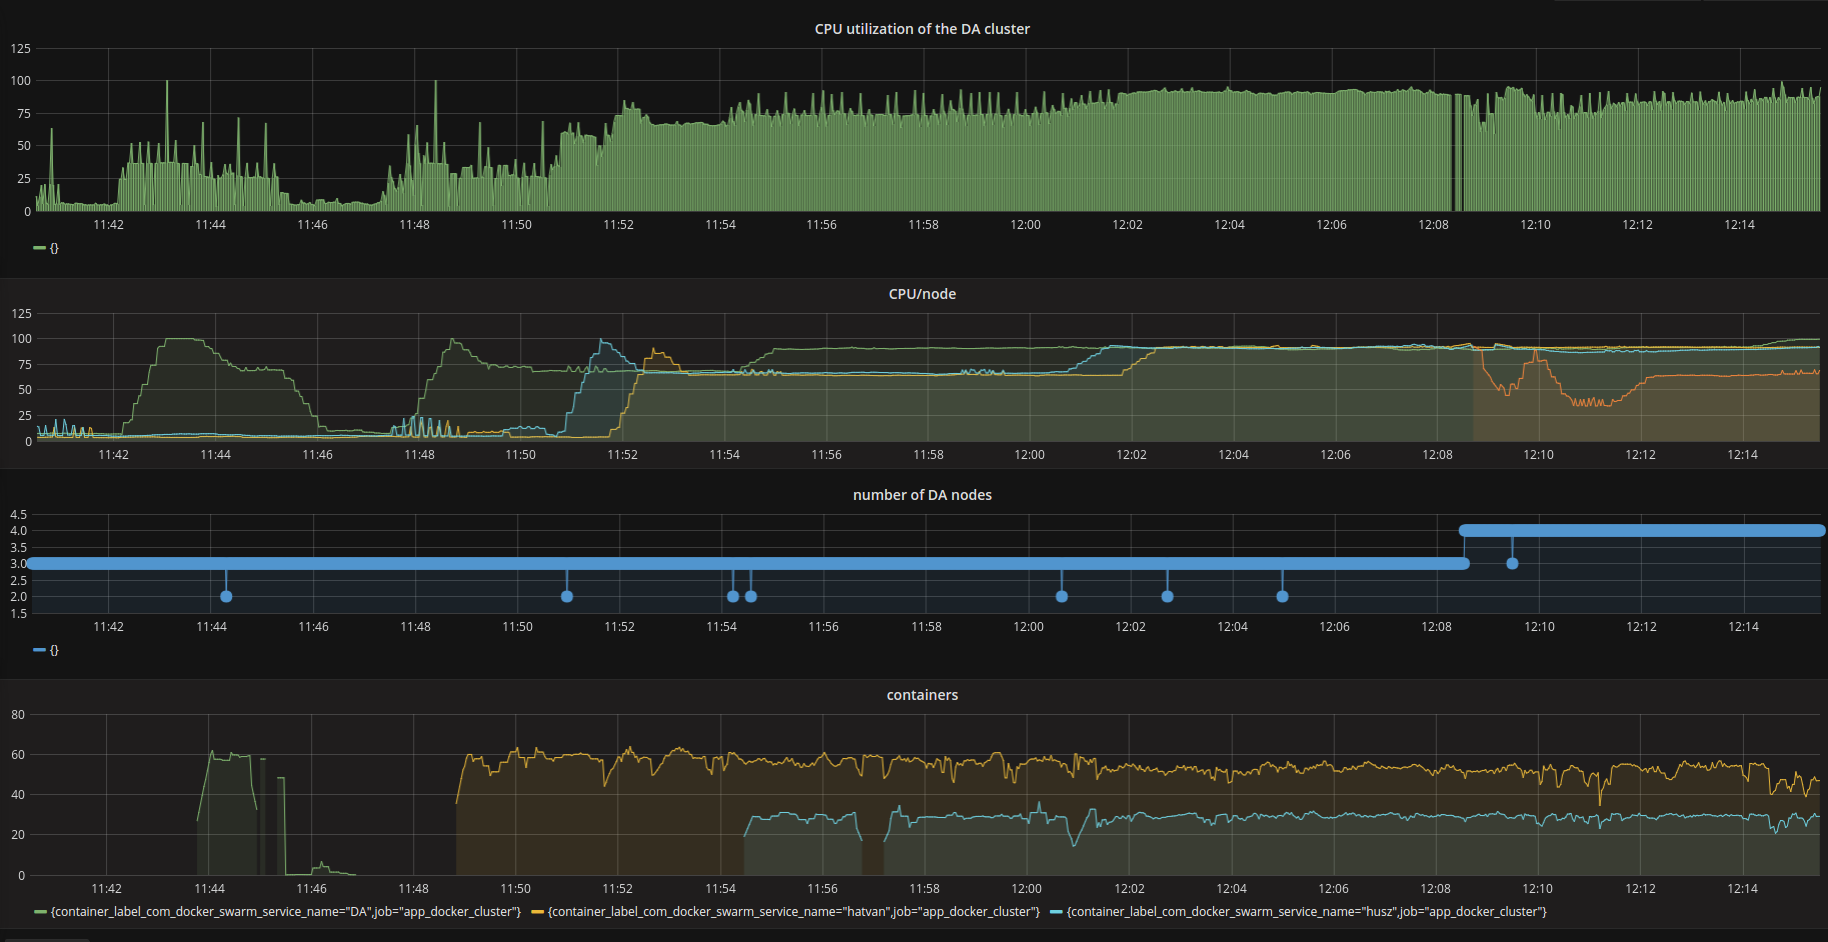 CPU utilization of the DA cluster
125
100
75
50
25
0
11:42 11:44 11:46 11:48 11:50 11:52 11:54 11:56 11:58 12:00 12:02 12:04 12:06 12:08 12:10 12:12 12:14
{}
CPU/node
125
100
75
50
25
0
11:42 11:44 11:46 11:48 11:50 11:52 11:54 11:56 11:58 12:00 12:02 12:04 12:06 12:08 12:10 12:12 12:14
number of DA nodes
4.5
4.0
3.5
3.0
2.5
2.0
1.5
11:42 11:44 11:46 11:48 11:50 11:52 11:54 11:56 11:58 12:00 12:02 12:04 12:06 12:08 12:10 12:12 12:14
{}
containers
80
60
40
20
0
11:42 11:44 11:46 11:48 11:50 11:52 11:54 11:56 11:58 12:00 12:02 12:04 12:06 12:08 12:10 12:12 12:14
{container_label_com_docker_swarm_service_name="DA",job="app_docker_cluster"} {container_label_com_docker_swarm_service_name="hatvan",job="app_docker_cluster"} {container_label_com_docker_swarm_service_name="husz",job="app_docker_cluster"}